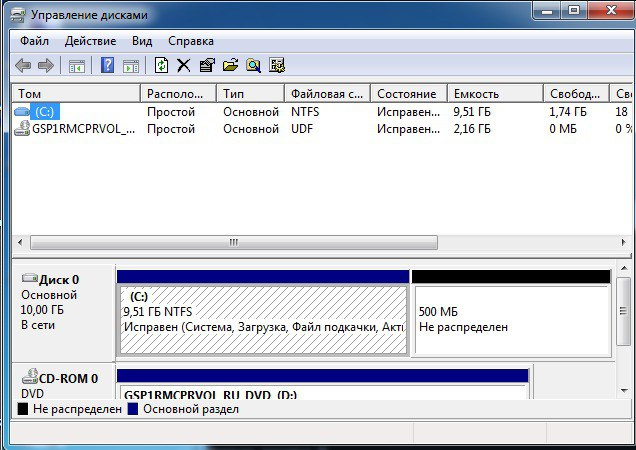 Управление дисками
Файл Действие Вид Справка
Том Располо... Тип Файловая с... Состояние Емкость Свобод... Сво
(C:) Простой Основной NTFS Исправен... 9,51 ГБ 1,74 ГБ 18
GSP1RMCPRVOL_... Простой Основной UDF Исправен... 2,16 ГБ 0 МБ 0 %
Диск 0
Основной
10,00 ГБ
В сети
(C:)
9,51 ГБ NTFS
Исправен (Система, Загрузка, Файл подкачки, Акти
500 МБ
Не распределен
CD-ROM 0
DVD
GSP1RMCPRVOL_RU_DVD (D:)
Не распределен Основной раздел